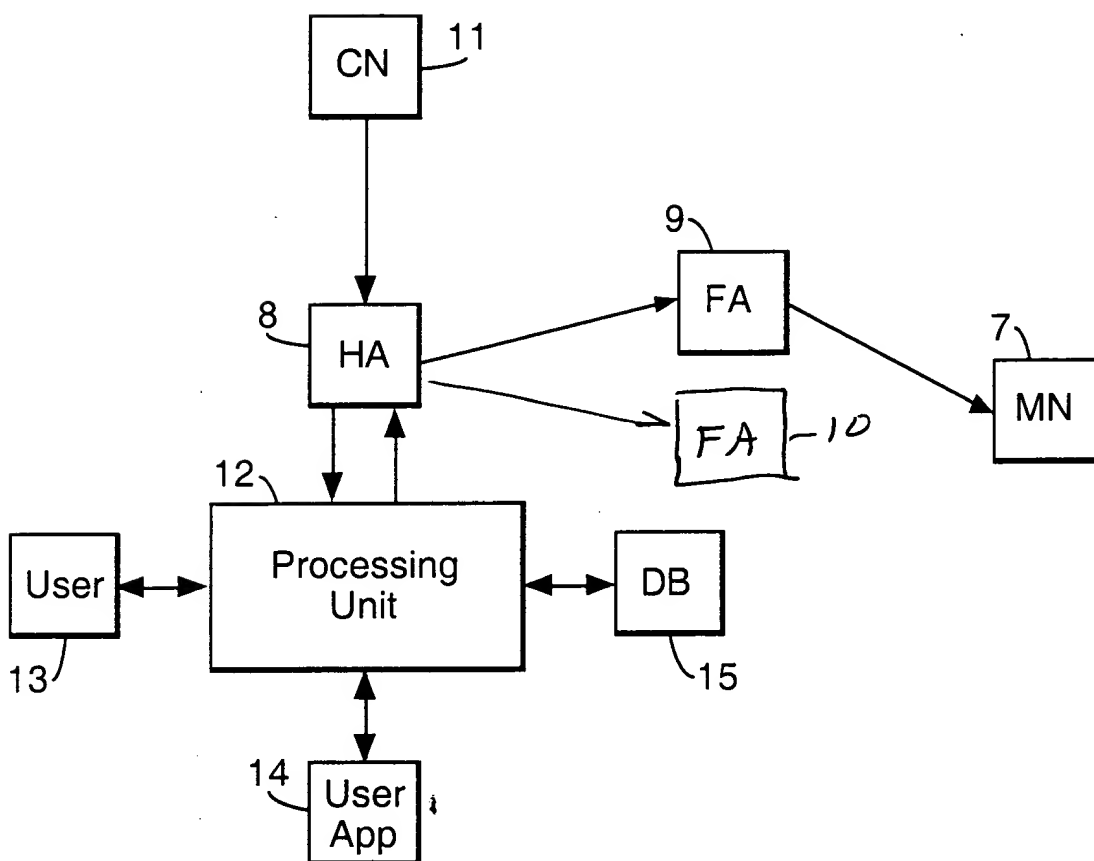 CN
11
9
FA
8
HA
7
MN
FA
10
12
Processing
Unit
User
13
DB
15
14
User
App